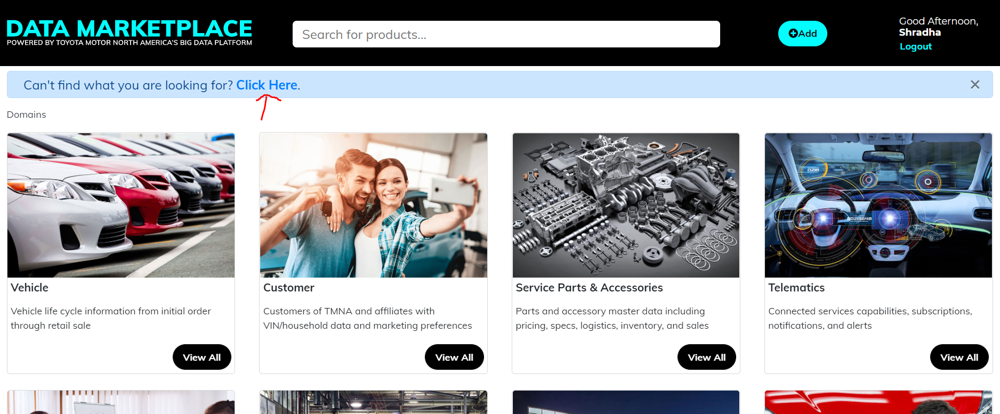 DATA MARKETPLACE
POWERED BY TOYOTA MOTOR NORTH AMERICA'S BIG DATA PLATFORM
Search for products...
Add
Good Afternoon,
Shradha
Logout
Can't find what you are looking for? Click Here.
Domains
Vehicle
Vehicle life cycle information from initial order
through retail sale
View All
Customer
Customers of TMNA and affiliates with
VIN/household data and marketing preferences
View All
Service Parts & Accessories
Parts and accessory master data including
pricing, specs, logistics, inventory, and sales
View All
80213648
Telematics
Connected services capabilities, subscriptions,
notifications, and alerts
View All